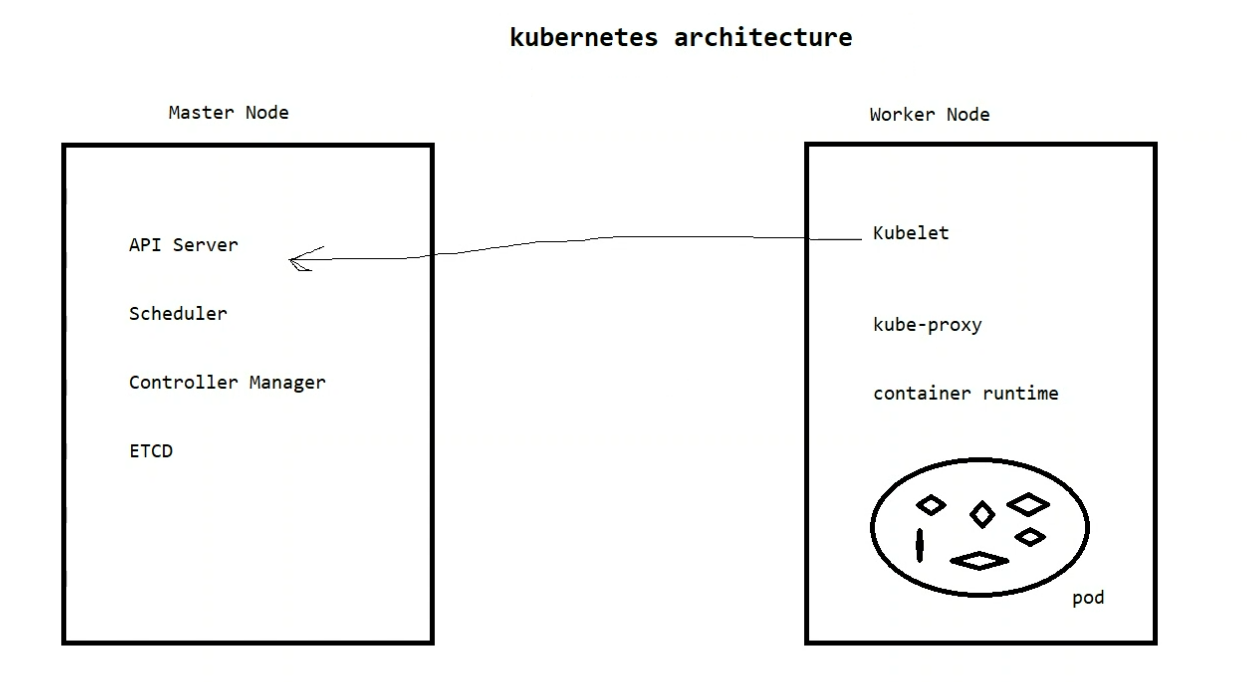 kubernetes architecture
Master Node
API Server
Scheduler
Controller Manager
ETCD
Worker Node
Kubelet
kube-proxy
container runtime
pod